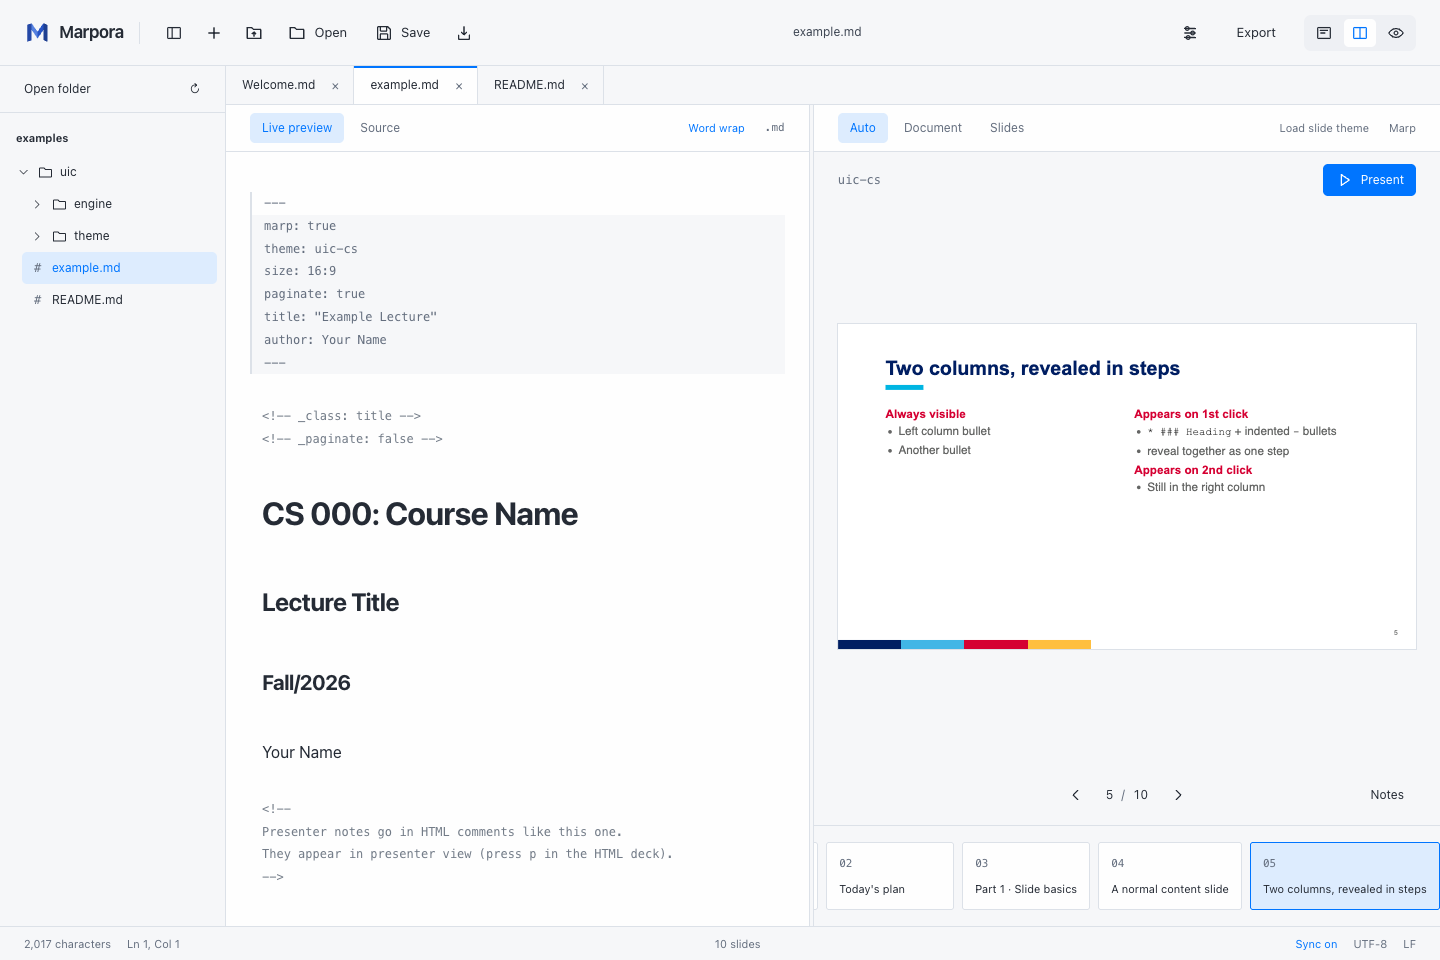 Marpora
Open
Save
example.md
Export
Open folder
Welcome.md ×
example.md ×
README.md ×
examples
uic
engine
theme
# example.md
# README.md
Live preview
Source
Word wrap
.md
---
marp: true
theme: uic-cs
size: 16:9
paginate: true
title: "Example Lecture"
author: Your Name
---
<!-- _class: title -->
<!-- _paginate: false -->
CS 000: Course Name
Lecture Title
Fall/2026
Your Name
<!--
Presenter notes go in HTML comments like this one.
They appear in presenter view (press p in the HTML deck).
-->
Auto
Document
Slides
Load slide theme
Marp
uic-cs
Present
Two columns, revealed in steps
Always visible
• Left column bullet
• Another bullet
Appears on 1st click
• * ### Heading + indented - bullets
• reveal together as one step
Appears on 2nd click
• Still in the right column
5
5 / 10
Notes
02
Today's plan
03
Part 1 · Slide basics
04
A normal content slide
05
Two columns, revealed in steps
2,017 characters
Ln 1, Col 1
10 slides
Sync on
UTF-8
LF